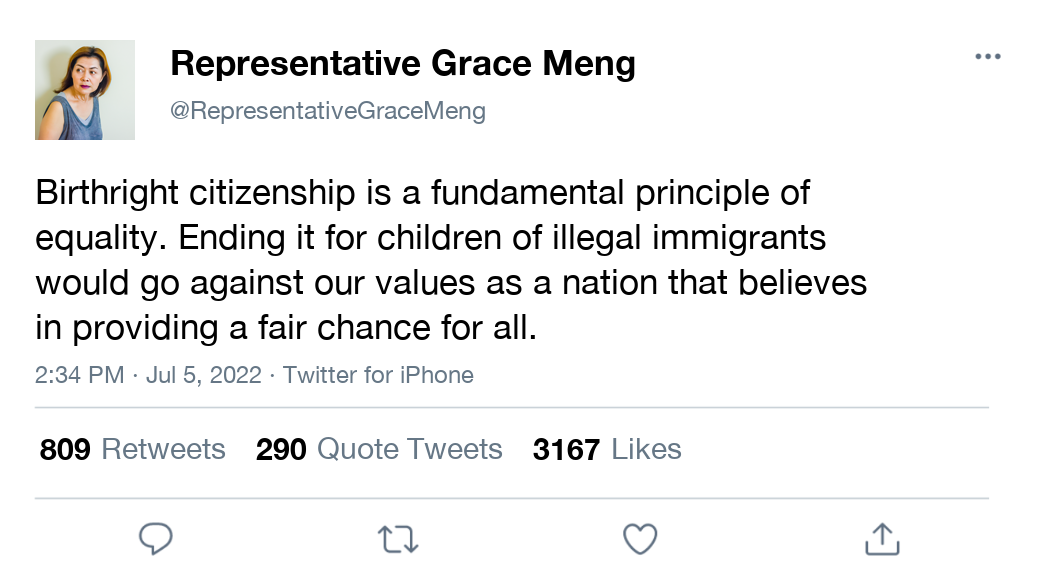 Representative Grace Meng
@RepresentativeGraceMeng
Birthright citizenship is a fundamental principle of
equality. Ending it for children of illegal immigrants
would go against our values as a nation that believes
in providing a fair chance for all.
2:34 PM · Jul 5, 2022 · Twitter for iPhone
809 Retweets 290 Quote Tweets 3167 Likes